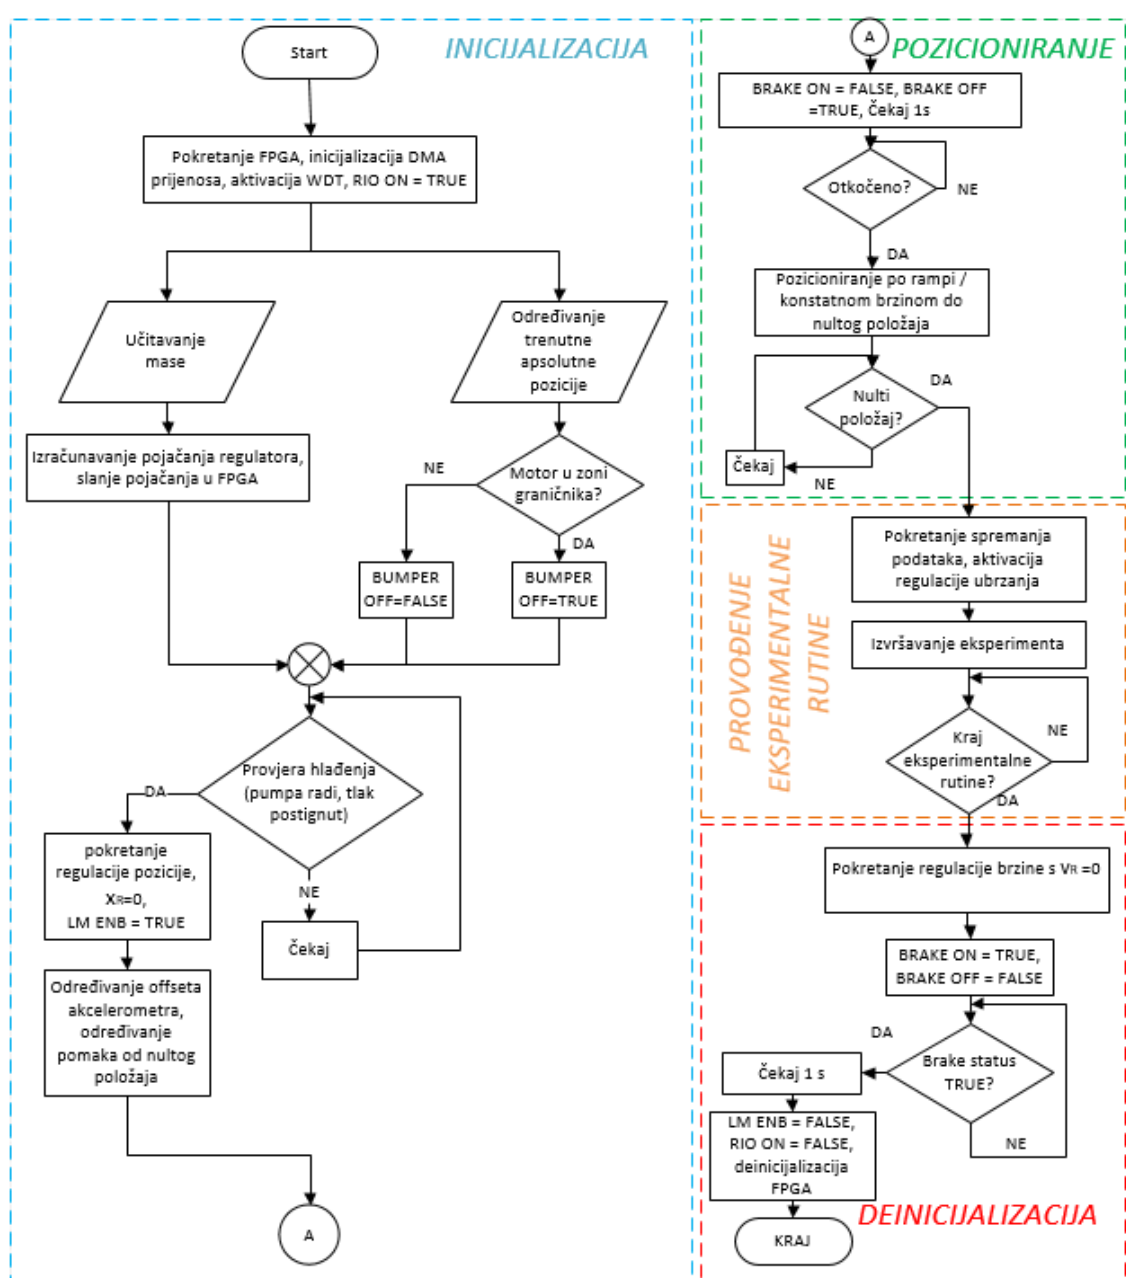 INICIJALIZACIJA
Start
Pokretanje FPGA, inicijalizacija DMA
prijenosa, aktivacija WDT, RIO ON = TRUE
Učitavanje
mase
Određivanje
trenutne
apsolutne
pozicije
Izračunavanje pojačanja regulatora,
slanje pojačanja u FPGA
Motor u zoni
graničnika?
NE
DA
BUMPER
OFF=FALSE
BUMPER
OFF=TRUE
Provjera hlađenja
(pumpa radi, tlak
postignut)
DA
NE
Čekaj
pokretanje
regulacije pozicije,
XR=0,
LM ENB = TRUE
Određivanje offseta
akcelerometra,
određivanje
pomaka od nultog
položaja
A
A
POZICIONIRANJE
BRAKE ON = FALSE, BRAKE OFF
=TRUE, Čekaj 1s
Otkočeno?
NE
DA
Pozicioniranje po rampi /
konstatnom brzinom do
nultog položaja
Nulti
položaj?
DA
NE
Čekaj
PROVOĐENJE
EKSPERIMENTALNE
RUTINE
Pokretanje spremanja
podataka, aktivacija
regulacije ubrzanja
Izvršavanje eksperimenta
Kraj
eksperimentalne
rutine?
NE
DA
Pokretanje regulacije brzine s VR =0
BRAKE ON = TRUE,
BRAKE OFF = FALSE
Brake status
TRUE?
DA
NE
Čekaj 1 s
LM ENB = FALSE,
RIO ON = FALSE,
deinicijalizacija
FPGA
KRAJ
DEINICIJALIZACIJA